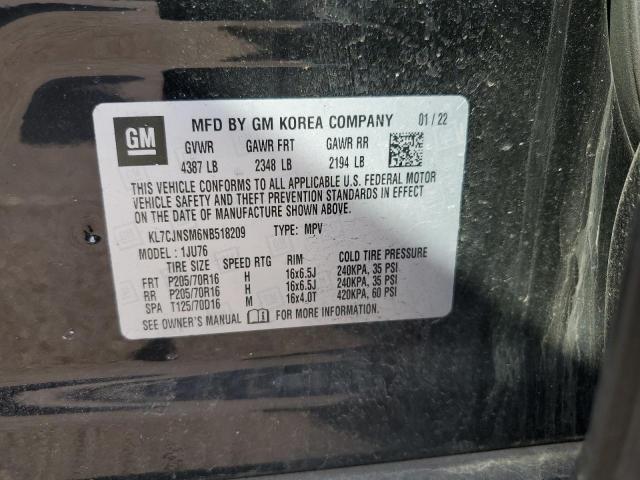 GM MFD BY GM KOREA COMPANY 01 / 22
GVWR GAWR FRT GAWR RR
4387 LB 2348 LB 2194 LB
THIS VEHICLE CONFORMS TO ALL APPLICABLE U.S. FEDERAL MOTOR
VEHICLE SAFETY AND THEFT PREVENTION STANDARDS IN EFFECT
ON THE DATE OF MANUFACTURE SHOWN ABOVE.
KL7CJNSM6NB518209 TYPE: MPV
MODEL: 1JU76
TIRE SIZE SPEED RTG RIM COLD TIRE PRESSURE
FRT P205/70R16 H 16x6.5J 240KPA, 35 PSI
RR P205/70R16 H 16x6.5J 240KPA, 35 PSI
SPA T125/70D16 M 16x4.0T 420KPA, 60 PSI
SEE OWNER'S MANUAL FOR MORE INFORMATION.